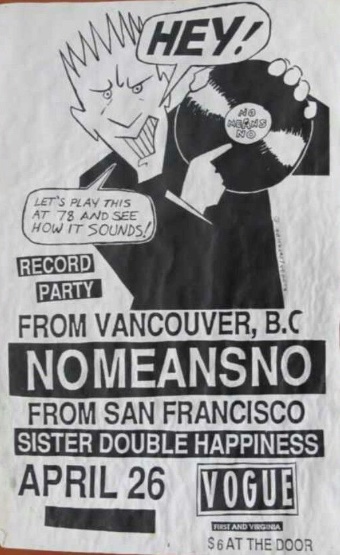 HEY!
NO
MEANS
NO
LET'S PLAY THIS
AT 78 AND SEE
HOW IT SOUNDS!
RECORD
PARTY
FROM VANCOUVER, B.C
NOMEANSNO
FROM SAN FRANCISCO
SISTER DOUBLE HAPPINESS
APRIL 26
VOGUE
FIRST AND VIRGINIA
$6 AT THE DOOR